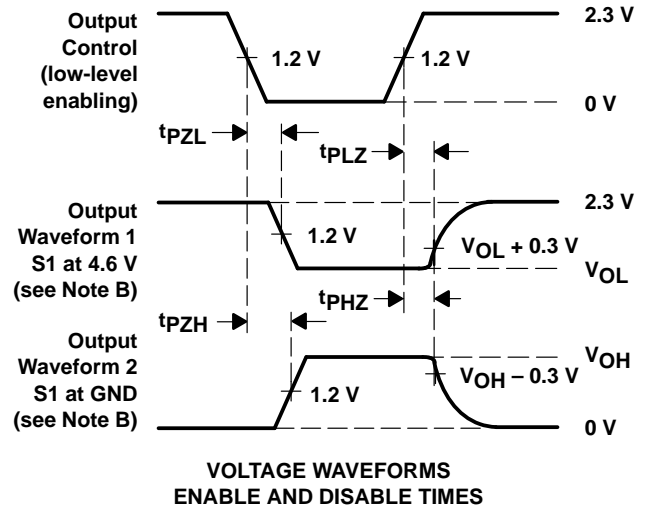 Output
Control
(low-level
enabling)
2.3 V
1.2 V
1.2 V
0 V
tPZL
tPLZ
Output
Waveform 1
S1 at 4.6 V
(see Note B)
2.3 V
1.2 V
VOL + 0.3 V
VOL
tPHZ
tPZH
Output
Waveform 2
S1 at GND
(see Note B)
VOH
VOH – 0.3 V
1.2 V
0 V
VOLTAGE WAVEFORMS
ENABLE AND DISABLE TIMES